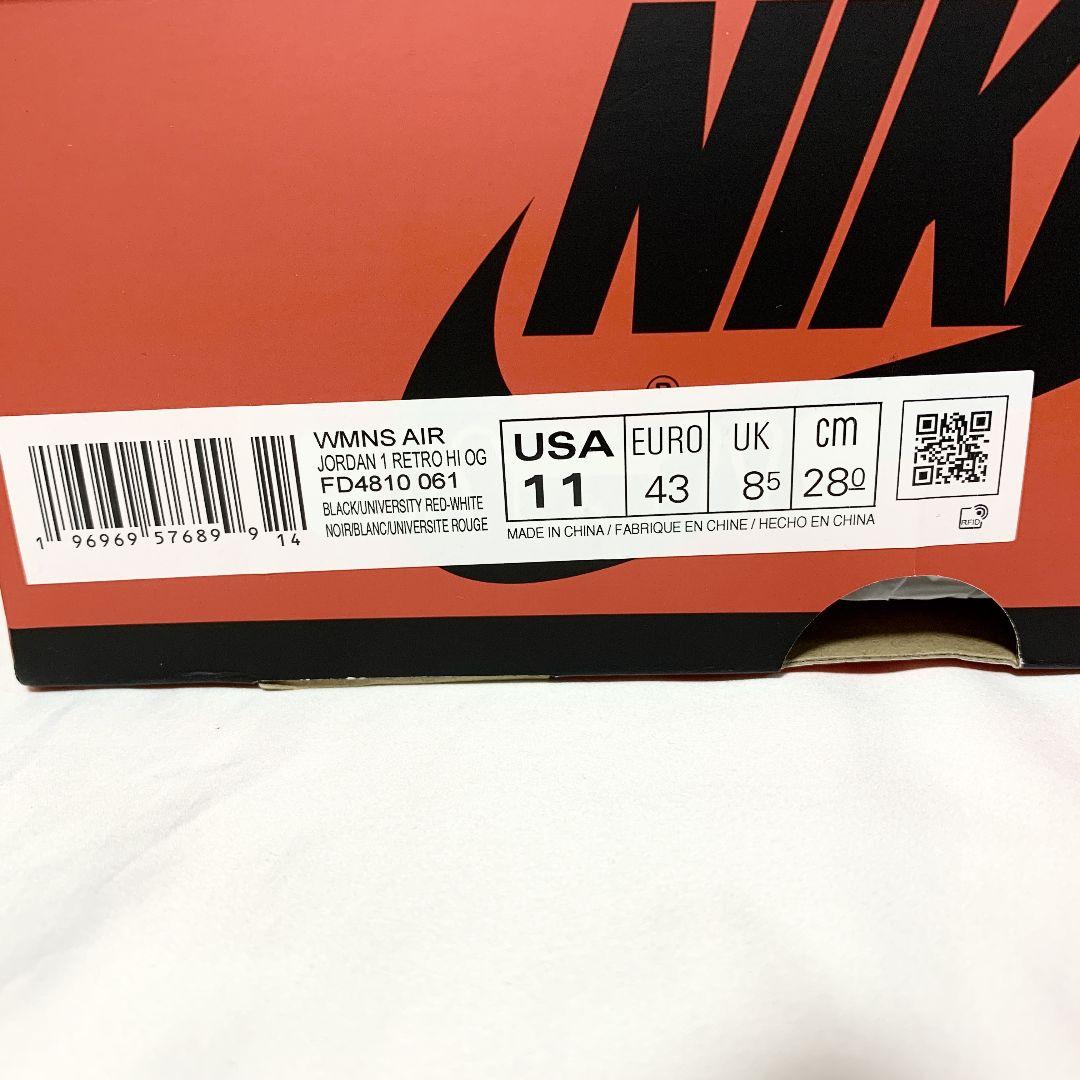 NIK
®
WMNS AIR
JORDAN 1 RETRO HI OG
FD4810 061
BLACK/UNIVERSITY RED-WHITE
NOIR/BLANC/UNIVERSITE ROUGE
1 96969 57689 9 14
USA EURO UK cm
11 43 85 280
MADE IN CHINA / FABRIQUE EN CHINE / HECHO EN CHINA
RFID